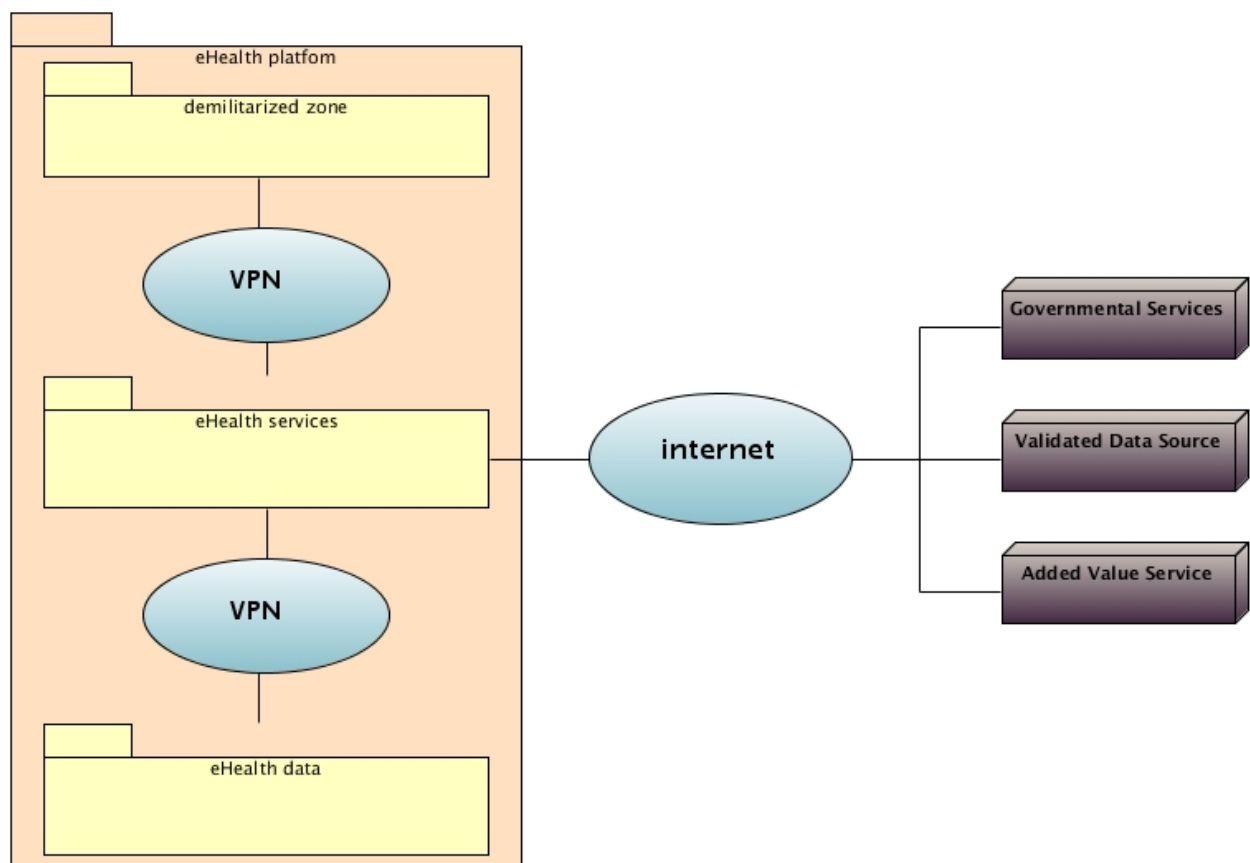 eHealth platfom
demilitarized zone
VPN
eHealth services
VPN
eHealth data
internet
Governmental Services
Validated Data Source
Added Value Service